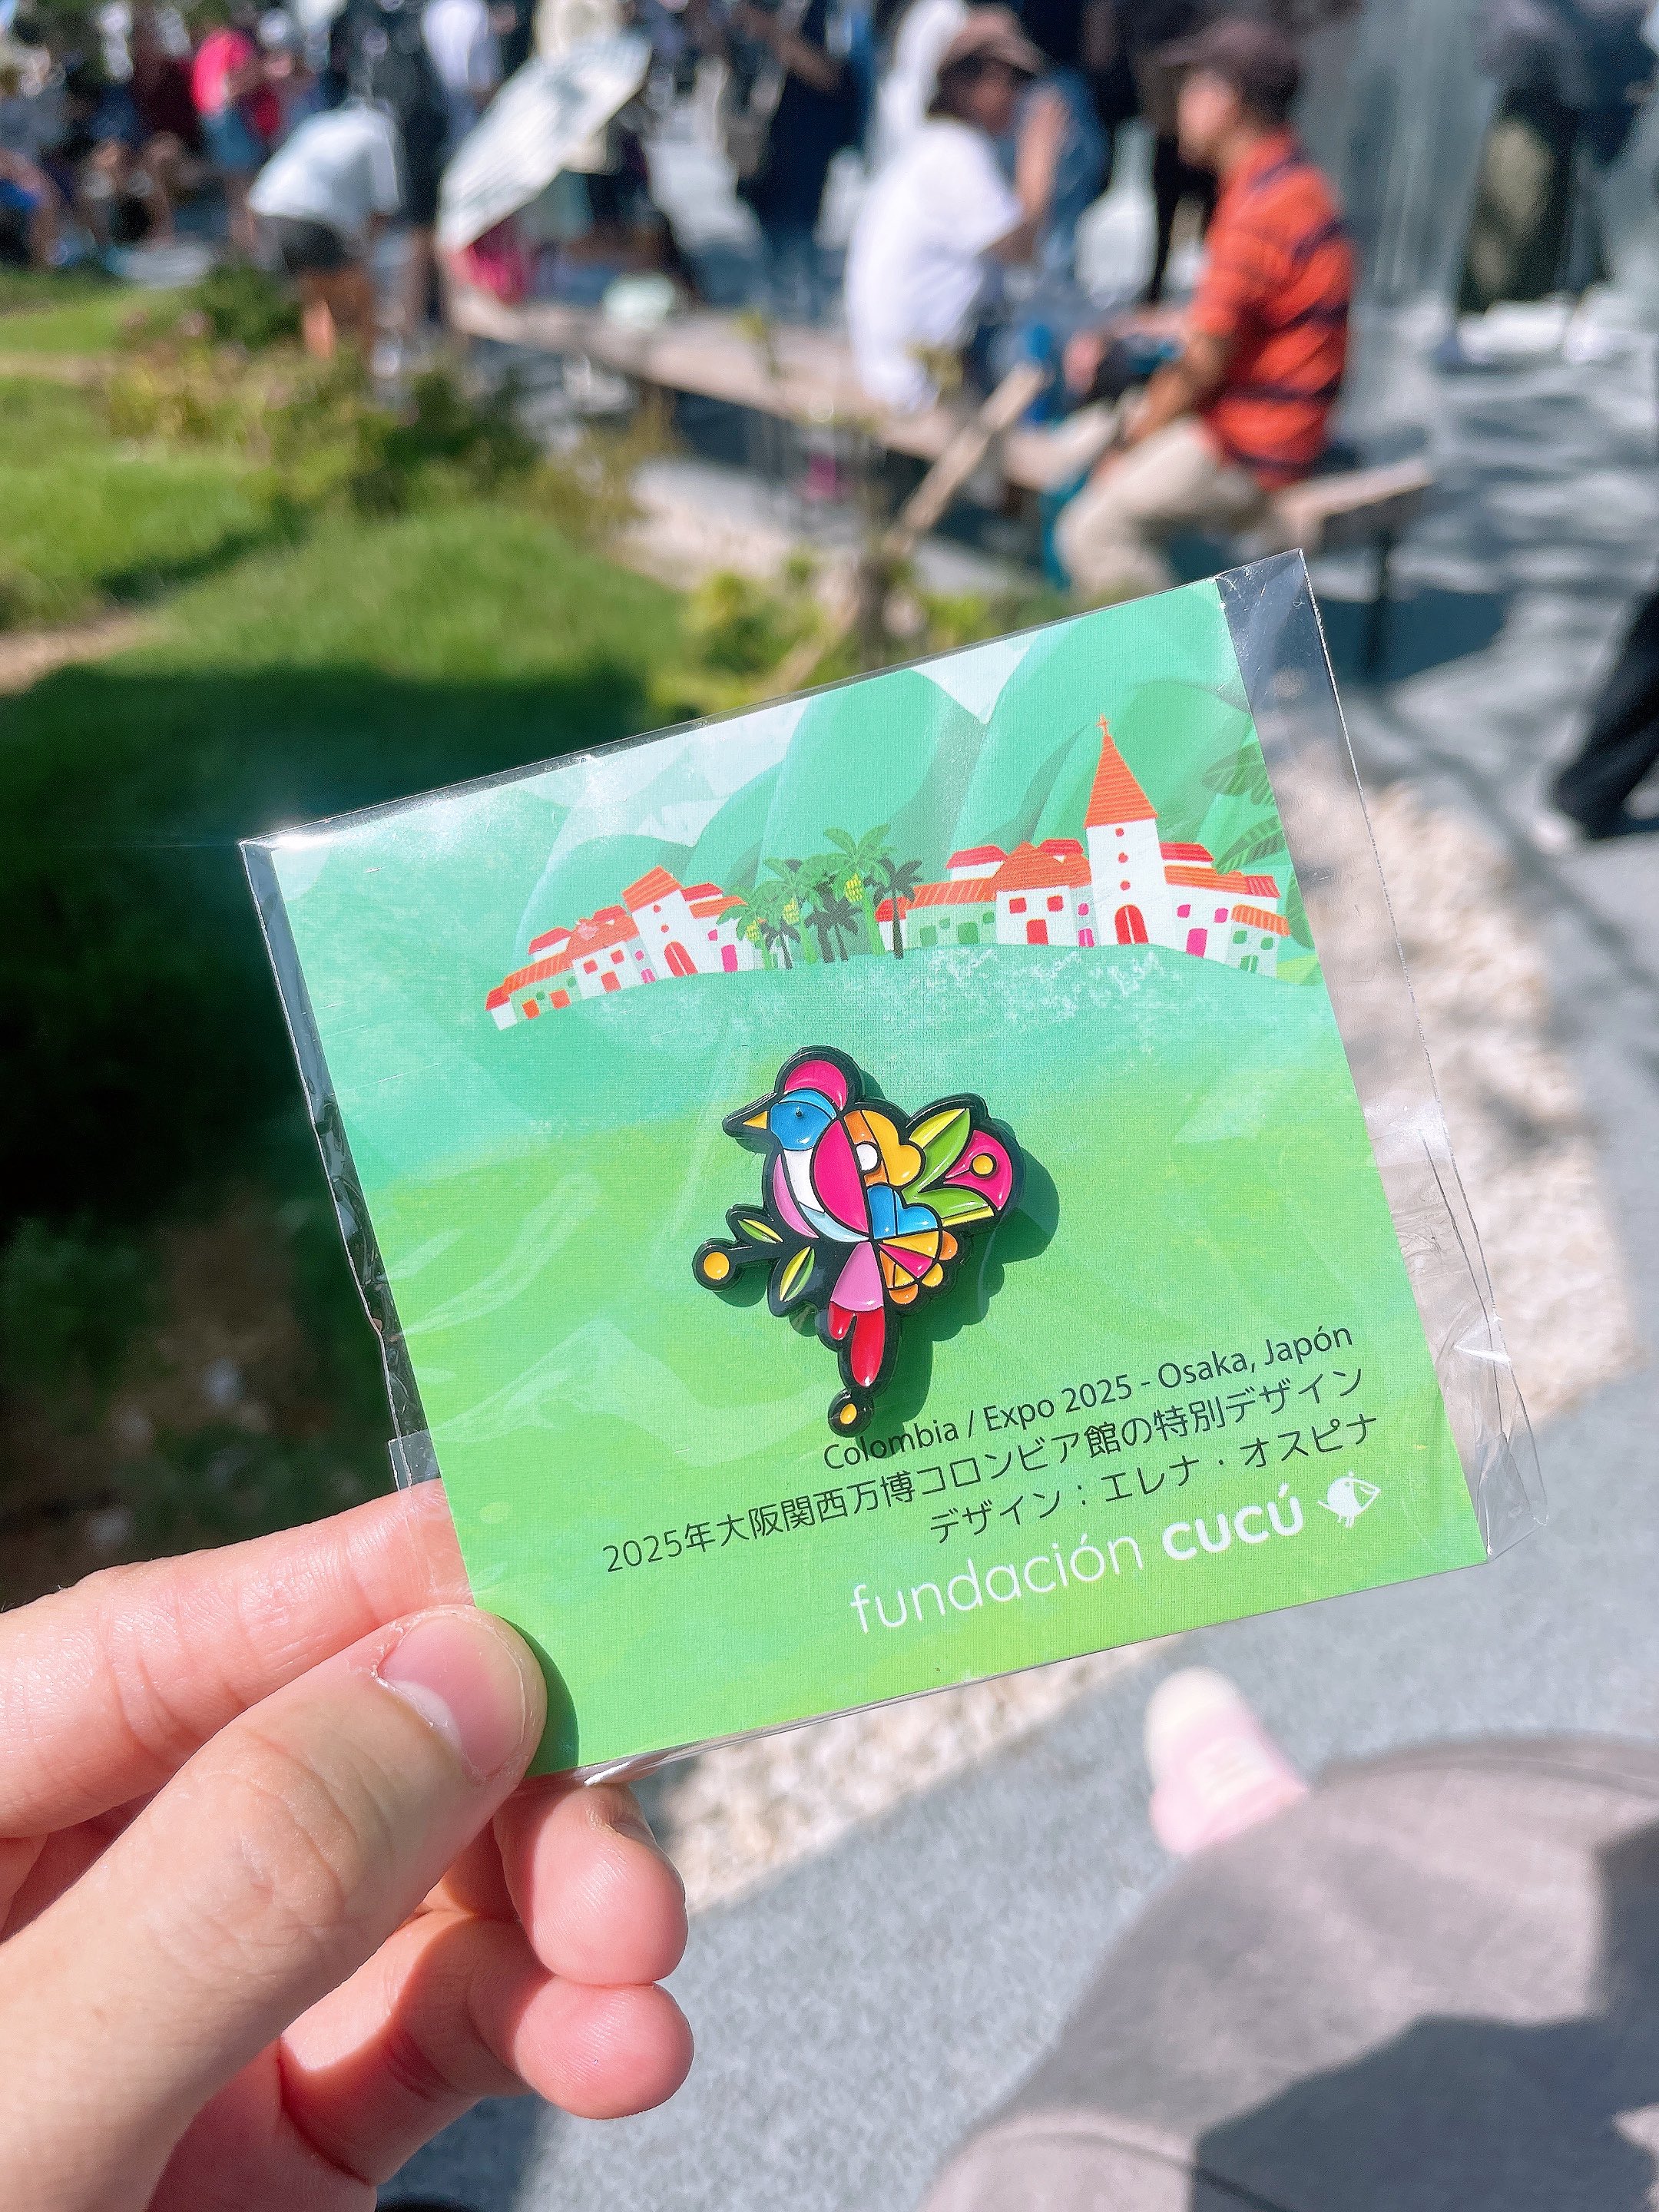 Colombia / Expo 2025 - Osaka, Japón
2025年大阪関西万博コロンビア館の特別デザイン
デザイン：エレナ・オスピナ
fundación cucú